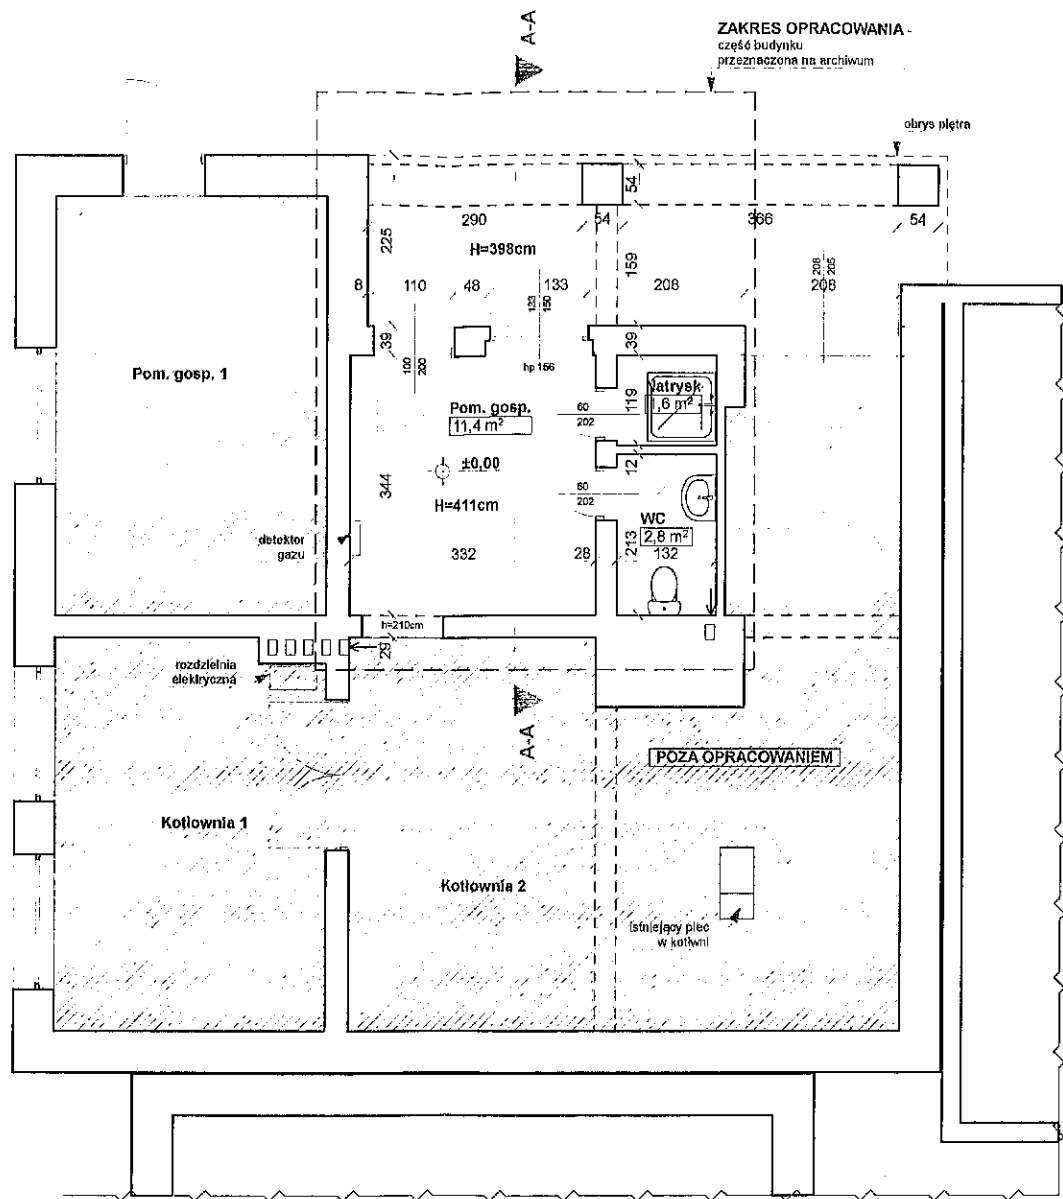 A-A
ZAKRES OPRACOWANIA -
część budynku
przeznaczona na archiwum
obrys piętra
54
290
54
366
54
225
H=398cm
159
8
110
48
133
208
208
208
205
133
150
39
39
100
200
hp 156
Pom. gosp. 1
Pom. gosp.
11,4 m²
60
202
119
natrysk
1,6 m²
±0,00
12
344
H=411cm
60
202
WC
2,8 m²
detektor
gazu
332
28
213
132
h=210cm
29
rozdzielnia
elektryczna
A-A
POZA OPRACOWANIEM
Kotłownia 1
Kotłownia 2
istniejący piec
w kotłwni